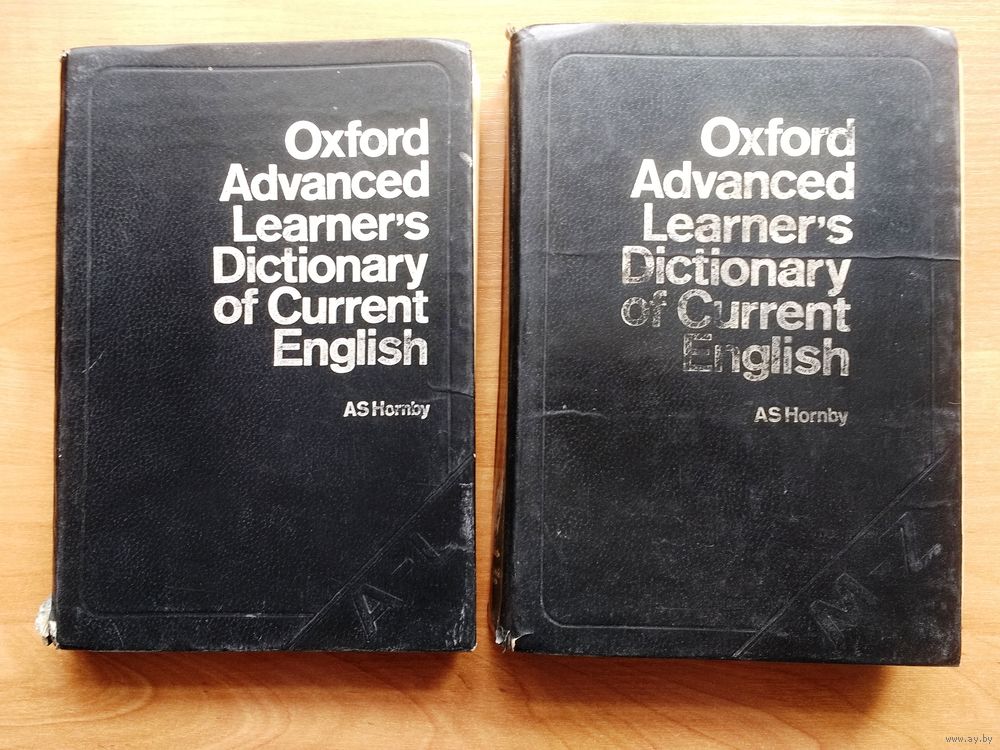 Oxford
Advanced
Learner's
Dictionary
of Current
English
AS Hornby
A-L
Oxford
Advanced
Learner's
Dictionary
of Current
English
AS Hornby
M-Z
www.ay.by